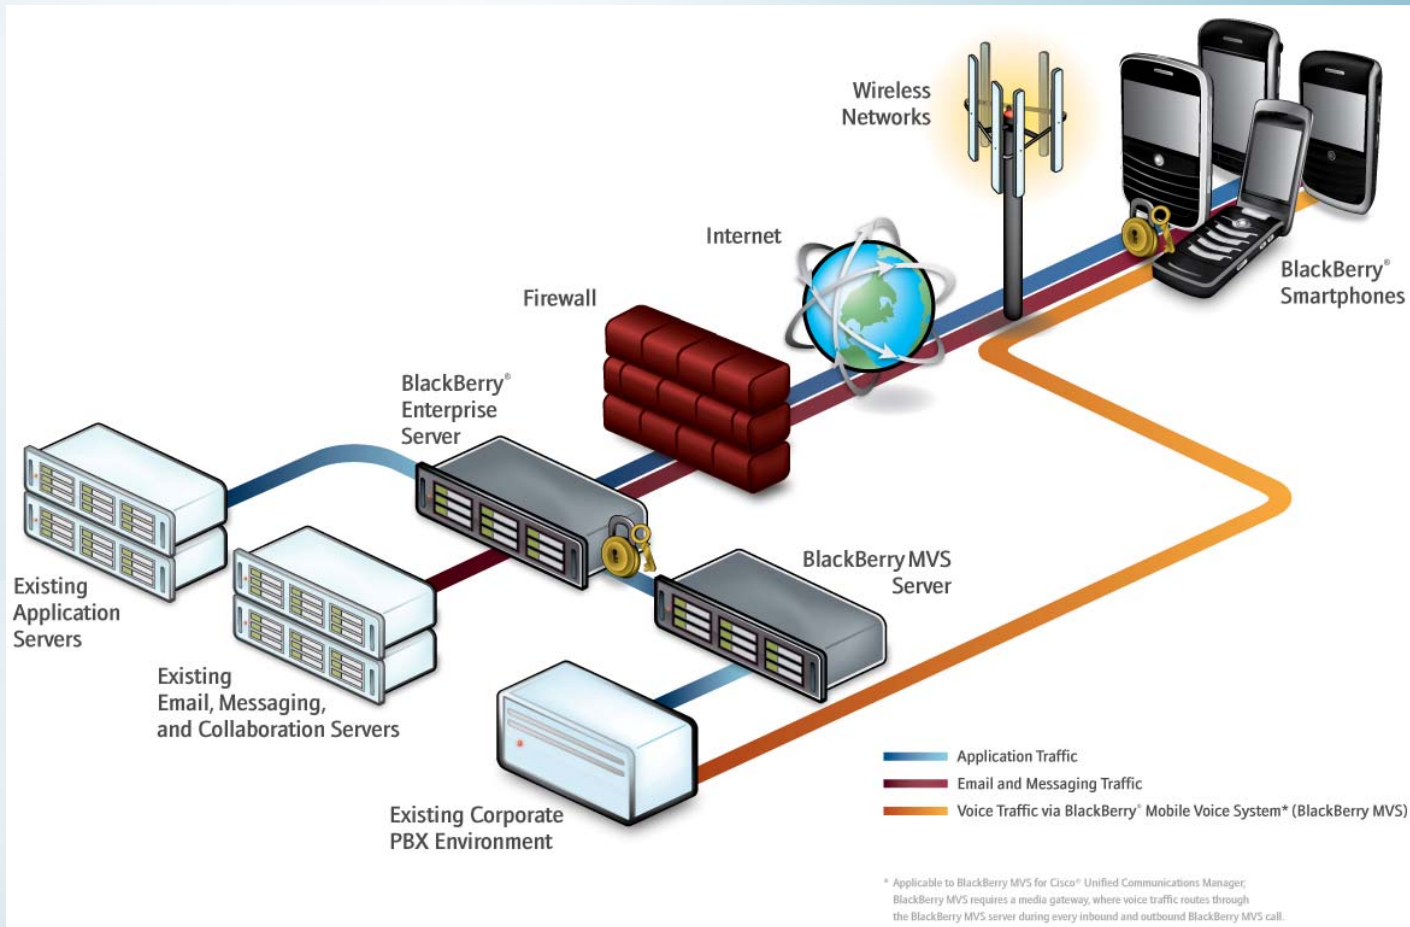 Wireless
Networks
Internet
Firewall
BlackBerry®
Smartphones
BlackBerry®
Enterprise
Server
BlackBerry MVS
Server
Existing
Application
Servers
Existing
Email, Messaging,
and Collaboration Servers
Existing Corporate
PBX Environment
Application Traffic
Email and Messaging Traffic
Voice Traffic via BlackBerry® Mobile Voice System* (BlackBerry MVS)
* Applicable to BlackBerry MVS for Cisco® Unified Communications Manager;
BlackBerry MVS requires a media gateway, where voice traffic routes through
the BlackBerry MVS server during every inbound and outbound BlackBerry MVS call.